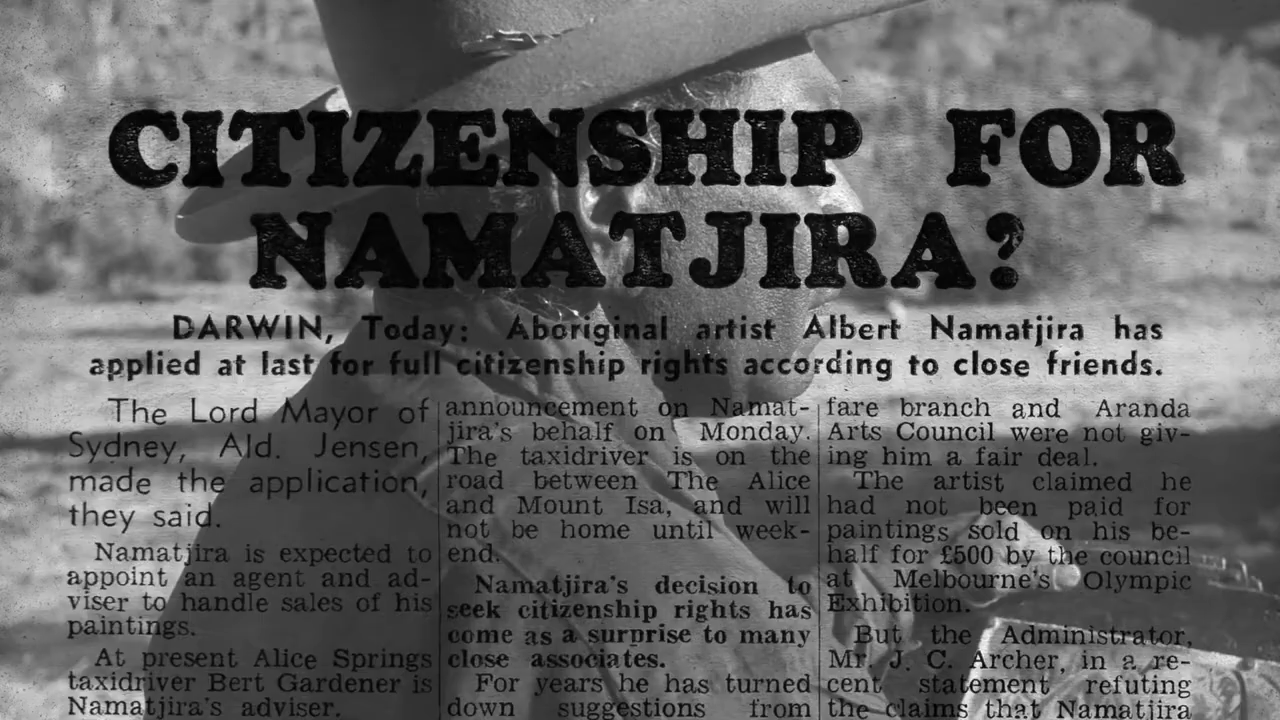 CITIZENSHIP FOR
NAMATJIRA?
DARWIN, Today: Aboriginal artist Albert Namatjira has
applied at last for full citizenship rights according to close friends.
The Lord Mayor of
Sydney, Ald. Jensen,
made the application,
they said.
Namatjira is expected to
appoint an agent and ad-
viser to handle sales of his
paintings.
At present Alice Springs
taxidriver Bert Gardener is
Namatjira's adviser.
announcement on Namat-
jira's behalf on Monday.
The taxidriver is on the
road between The Alice
and Mount Isa, and will
not be home until week-
end.
Namatjira's decision to
seek citizenship rights has
come as a surprise to many
close associates.
For years he has turned
down suggestions from
fare branch and Aranda
Arts Council were not giv-
ing him a fair deal.
The artist claimed he
had not been paid for
paintings sold on his be-
half for £500 by the council
at Melbourne's Olympic
Exhibition.
But the Administrator,
Mr. J. C. Archer, in a re-
cent statement refuting
the claims that Namatjira